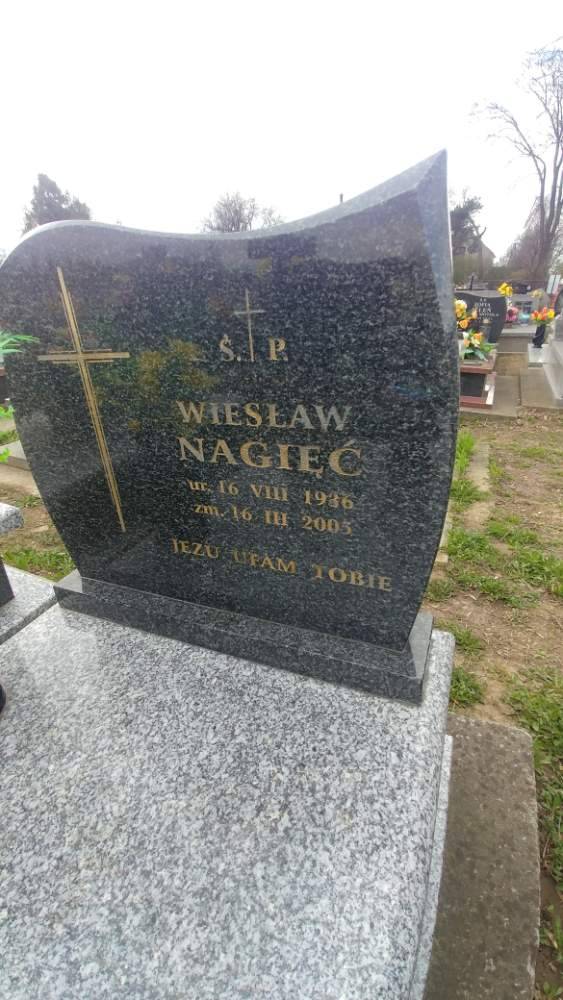 Ś. P.
WIESŁAW
NAGIĘĆ
ur. 16 VIII 1936
zm. 16 III 2005
JEZU UFAM TOBIE